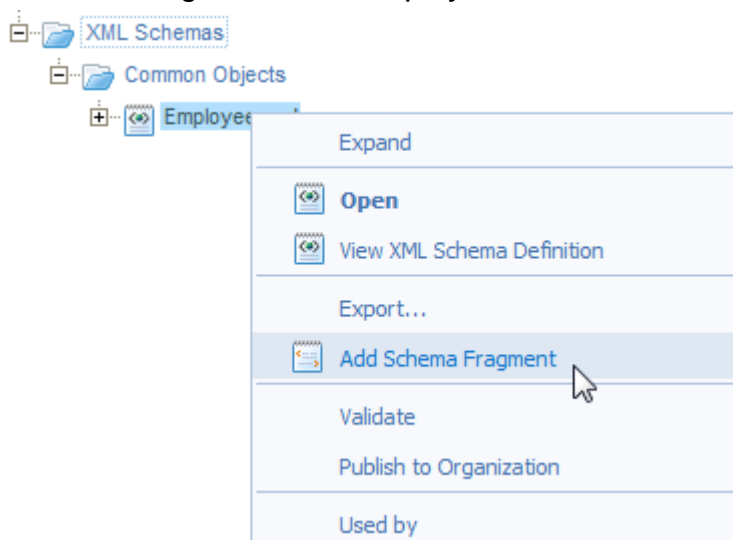 XML Schemas
Common Objects
Employee
Expand
Open
View XML Schema Definition
Export...
Add Schema Fragment
Validate
Publish to Organization
Used by